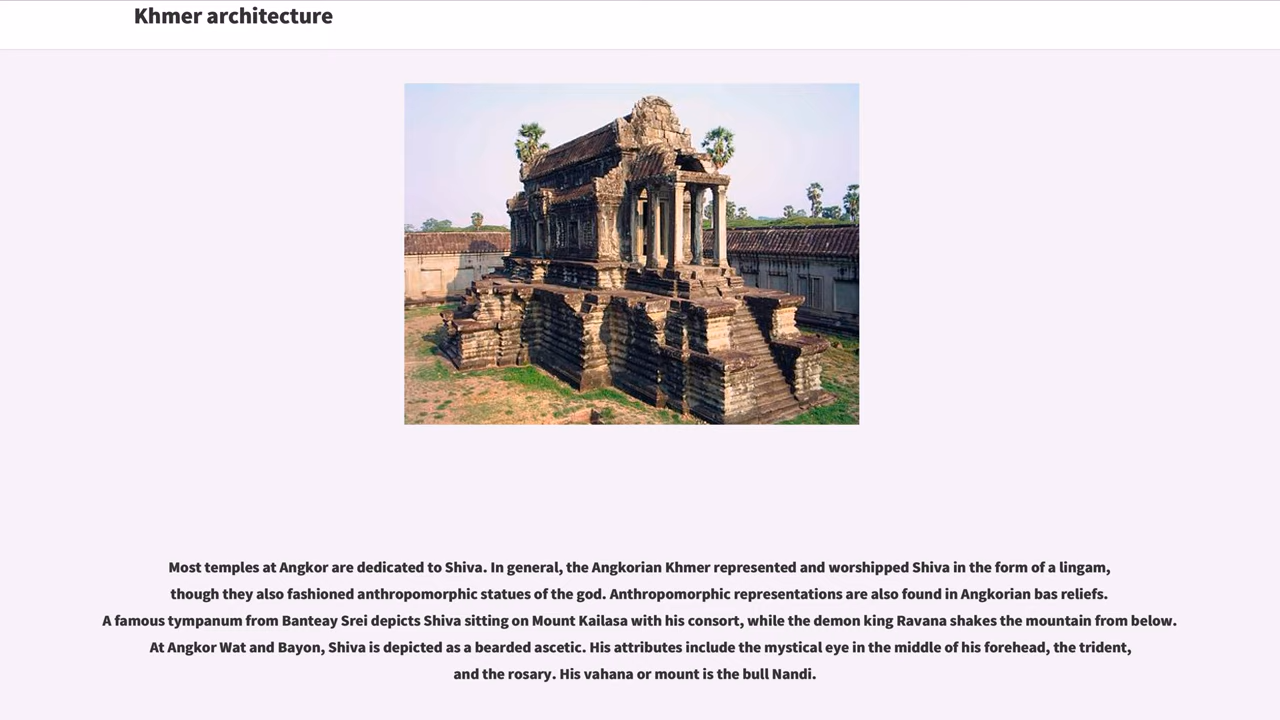 Khmer architecture
Most temples at Angkor are dedicated to Shiva. In general, the Angkorian Khmer represented and worshipped Shiva in the form of a lingam,
though they also fashioned anthropomorphic statues of the god. Anthropomorphic representations are also found in Angkorian bas reliefs.
A famous tympanum from Banteay Srei depicts Shiva sitting on Mount Kailasa with his consort, while the demon king Ravana shakes the mountain from below.
At Angkor Wat and Bayon, Shiva is depicted as a bearded ascetic. His attributes include the mystical eye in the middle of his forehead, the trident,
and the rosary. His vahana or mount is the bull Nandi.